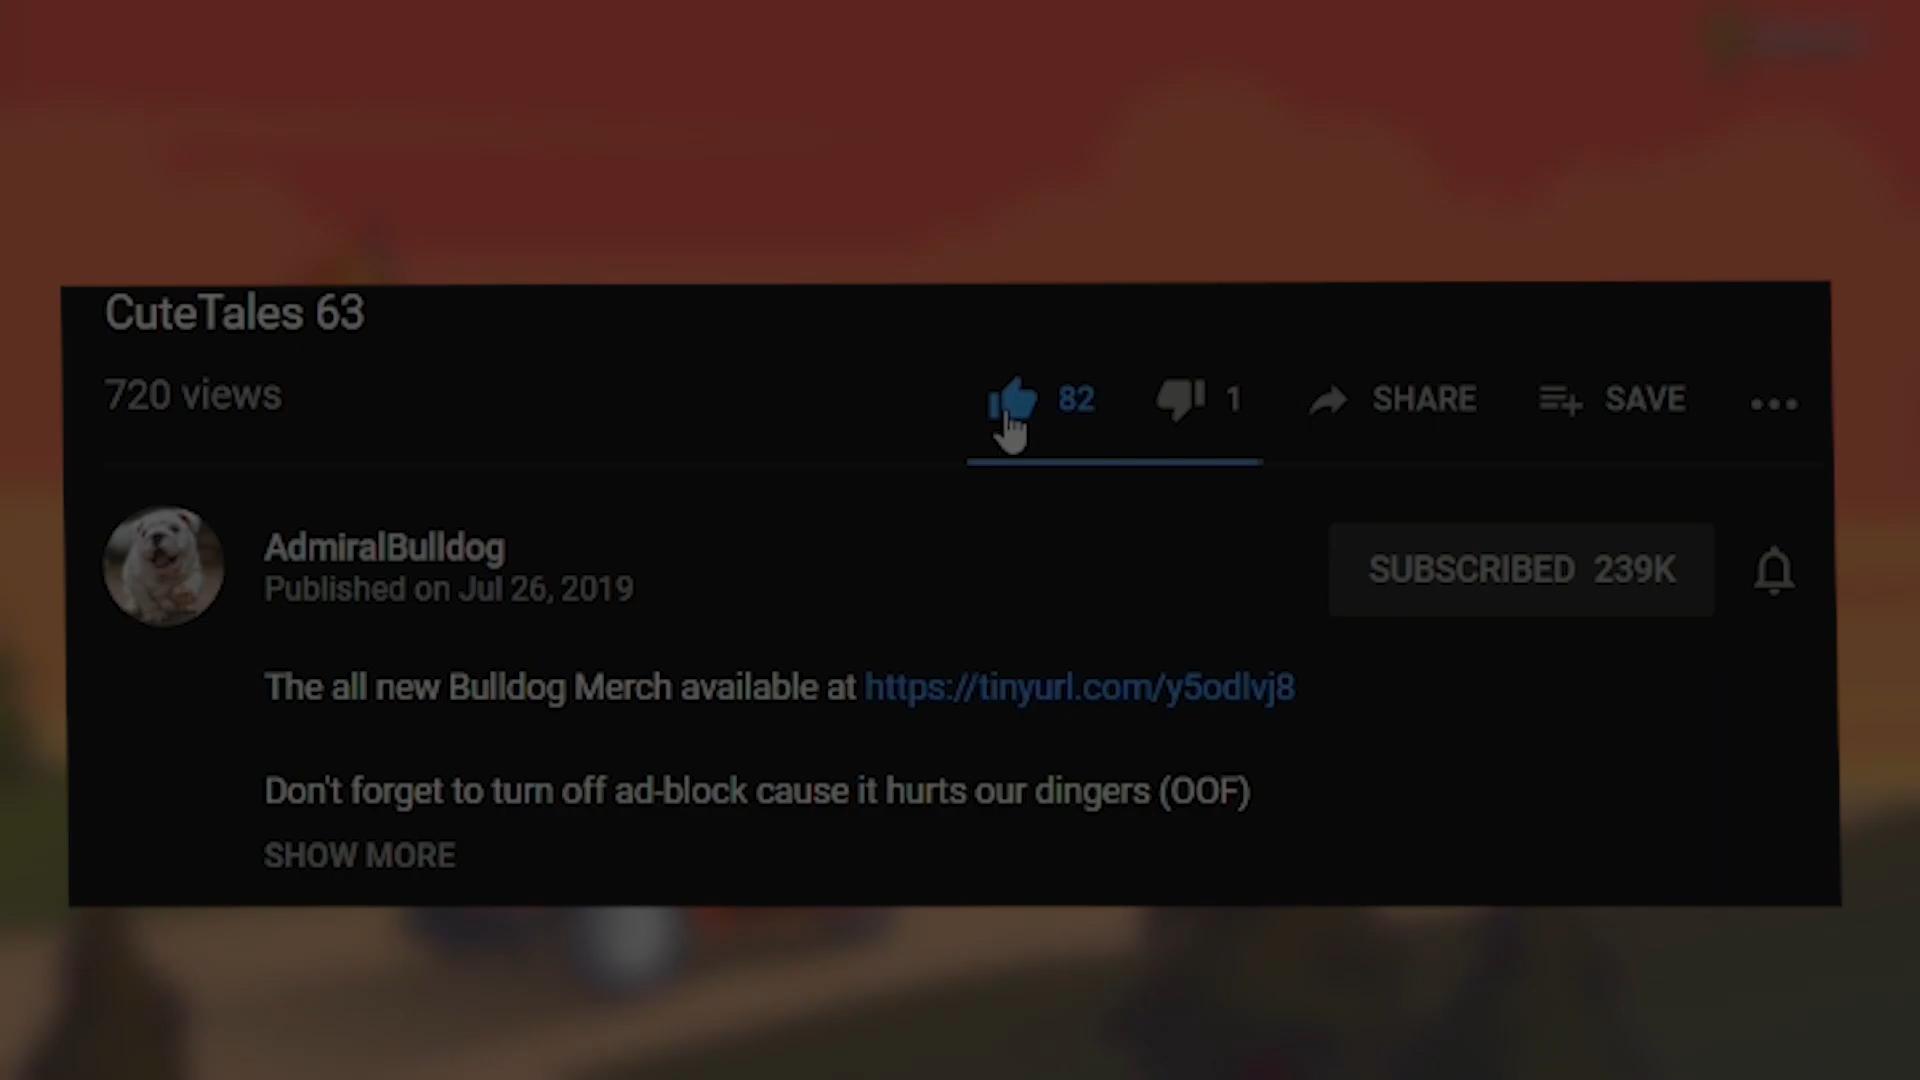 CuteTales 63
720 views
82 1 SHARE SAVE
AdmiralBulldog
Published on Jul 26, 2019
SUBSCRIBED 239K
The all new Bulldog Merch available at https://tinyurl.com/y5odlvj8
Don't forget to turn off ad-block cause it hurts our dingers (OOF)
SHOW MORE